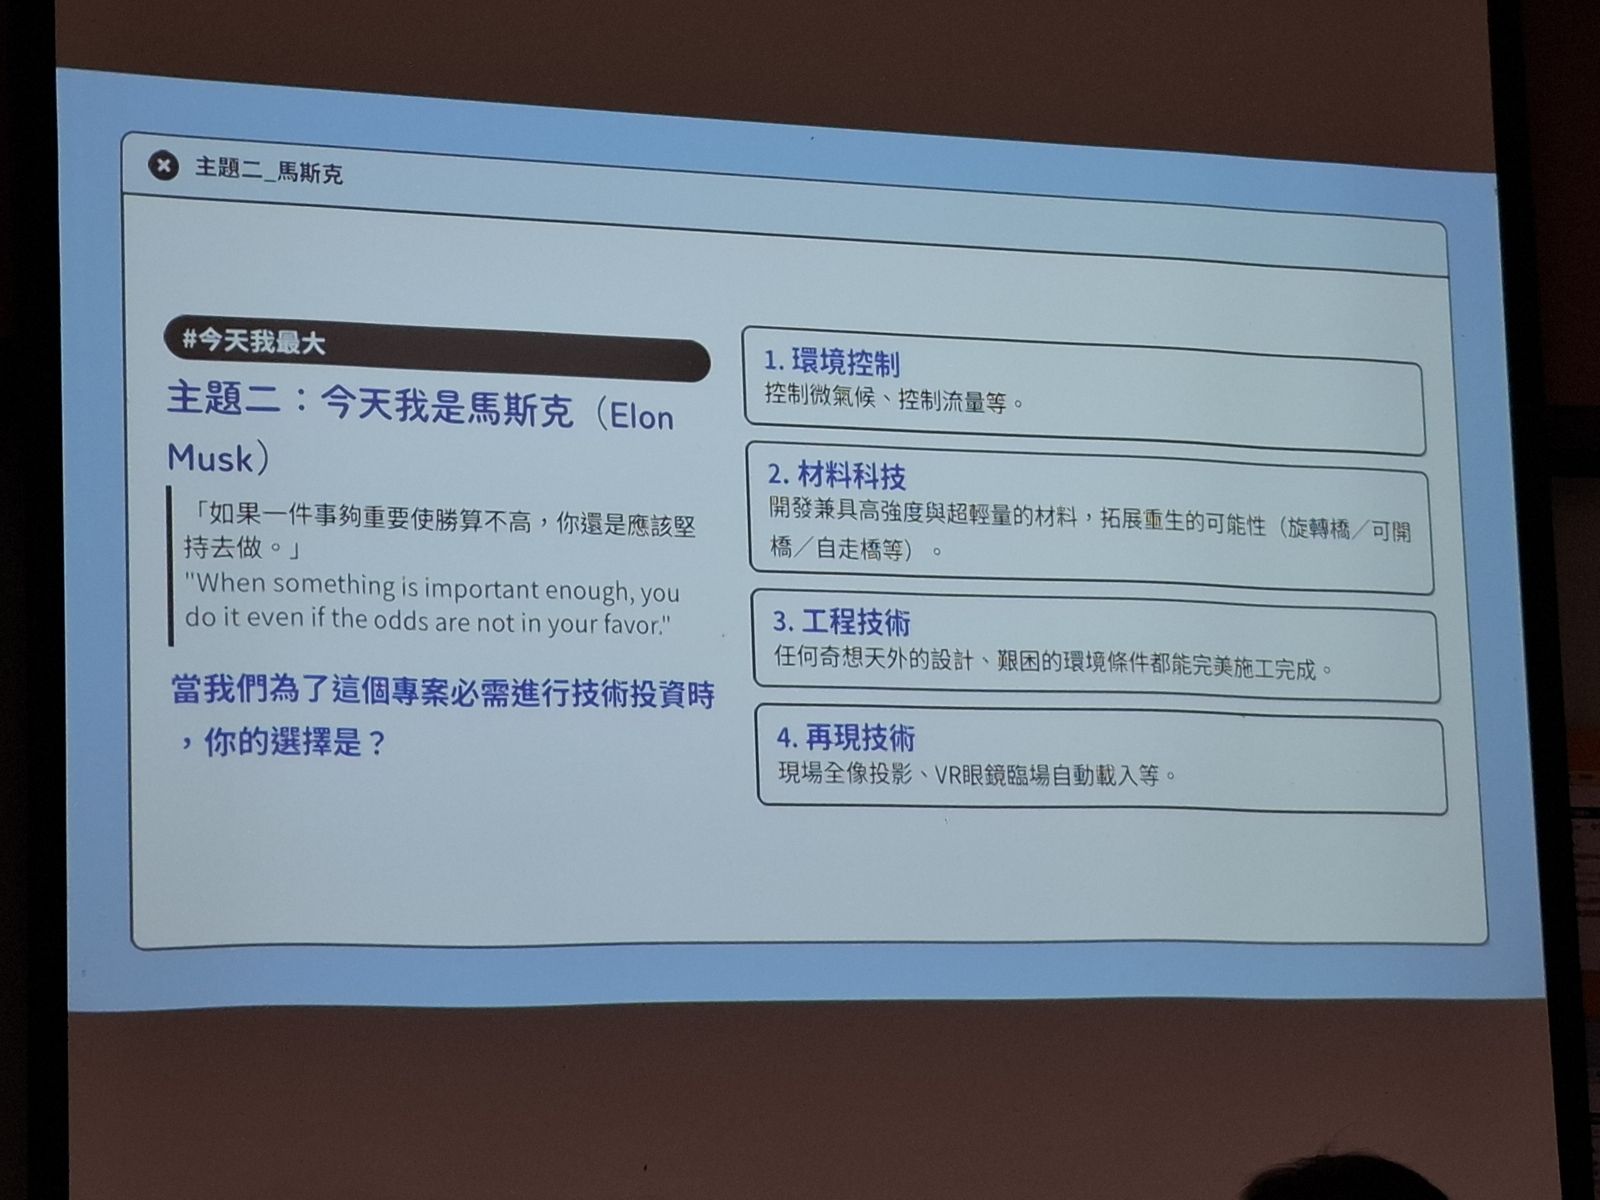 主題二_馬斯克
#今天我最大
主題二：今天我是馬斯克（Elon
Musk）
「如果一件事夠重要使勝算不高，你還是應該堅
持去做。」
"When something is important enough, you
do it even if the odds are not in your favor."
當我們為了這個專案必需進行技術投資時
，你的選擇是？
1. 環境控制
控制微氣候、控制流量等。
2. 材料科技
開發兼具高強度與超輕量的材料，拓展重生的可能性（旋轉橋／可開
橋／自走橋等）。
3. 工程技術
任何奇想天外的設計、艱困的環境條件都能完美施工完成。
4. 再現技術
現場全像投影、VR眼鏡臨場自動載入等。